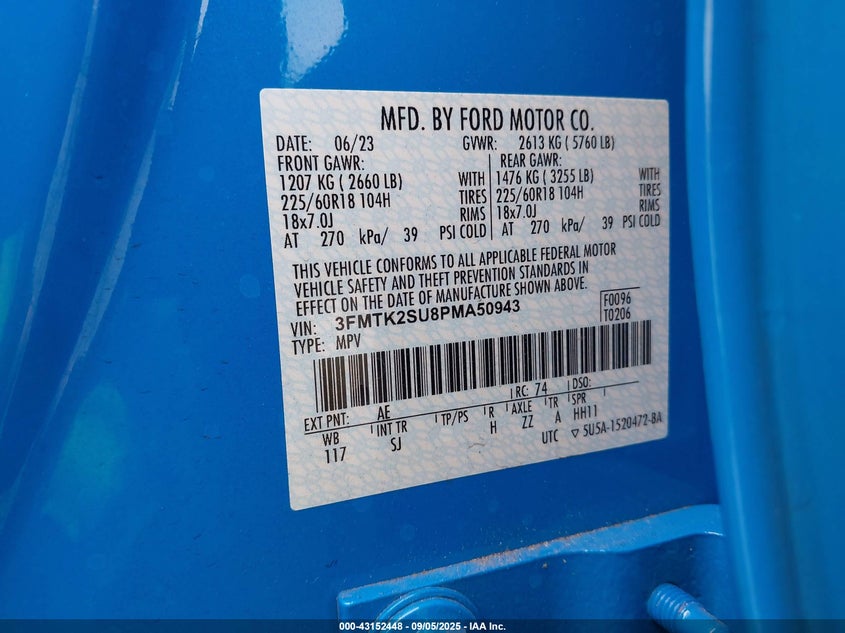 MFD. BY FORD MOTOR CO.
DATE: 06/23 GVWR: 2613 KG ( 5760 LB)
FRONT GAWR: REAR GAWR:
1207 KG ( 2660 LB) WITH 1476 KG ( 3255 LB) WITH
225/60R18 104H TIRES 225/60R18 104H TIRES
18x7.0J RIMS 18x7.0J RIMS
AT 270 kPa/ 39 PSI COLD AT 270 kPa/ 39 PSI COLD
THIS VEHICLE CONFORMS TO ALL APPLICABLE FEDERAL MOTOR
VEHICLE SAFETY AND THEFT PREVENTION STANDARDS IN
EFFECT ON THE DATE OF MANUFACTURE SHOWN ABOVE.
VIN: 3FMTK2SU8PMA50943 F0096
TYPE: MPV T0206
EXT PNT: AE RC: 74 DSO:
WB INT TR TP/PS R AXLE TR SPR
117 SJ H ZZ A HH11
UTC ▽ 5U5A-1520472-BA
000-43152448 - 09/05/2025 - IAA Inc.